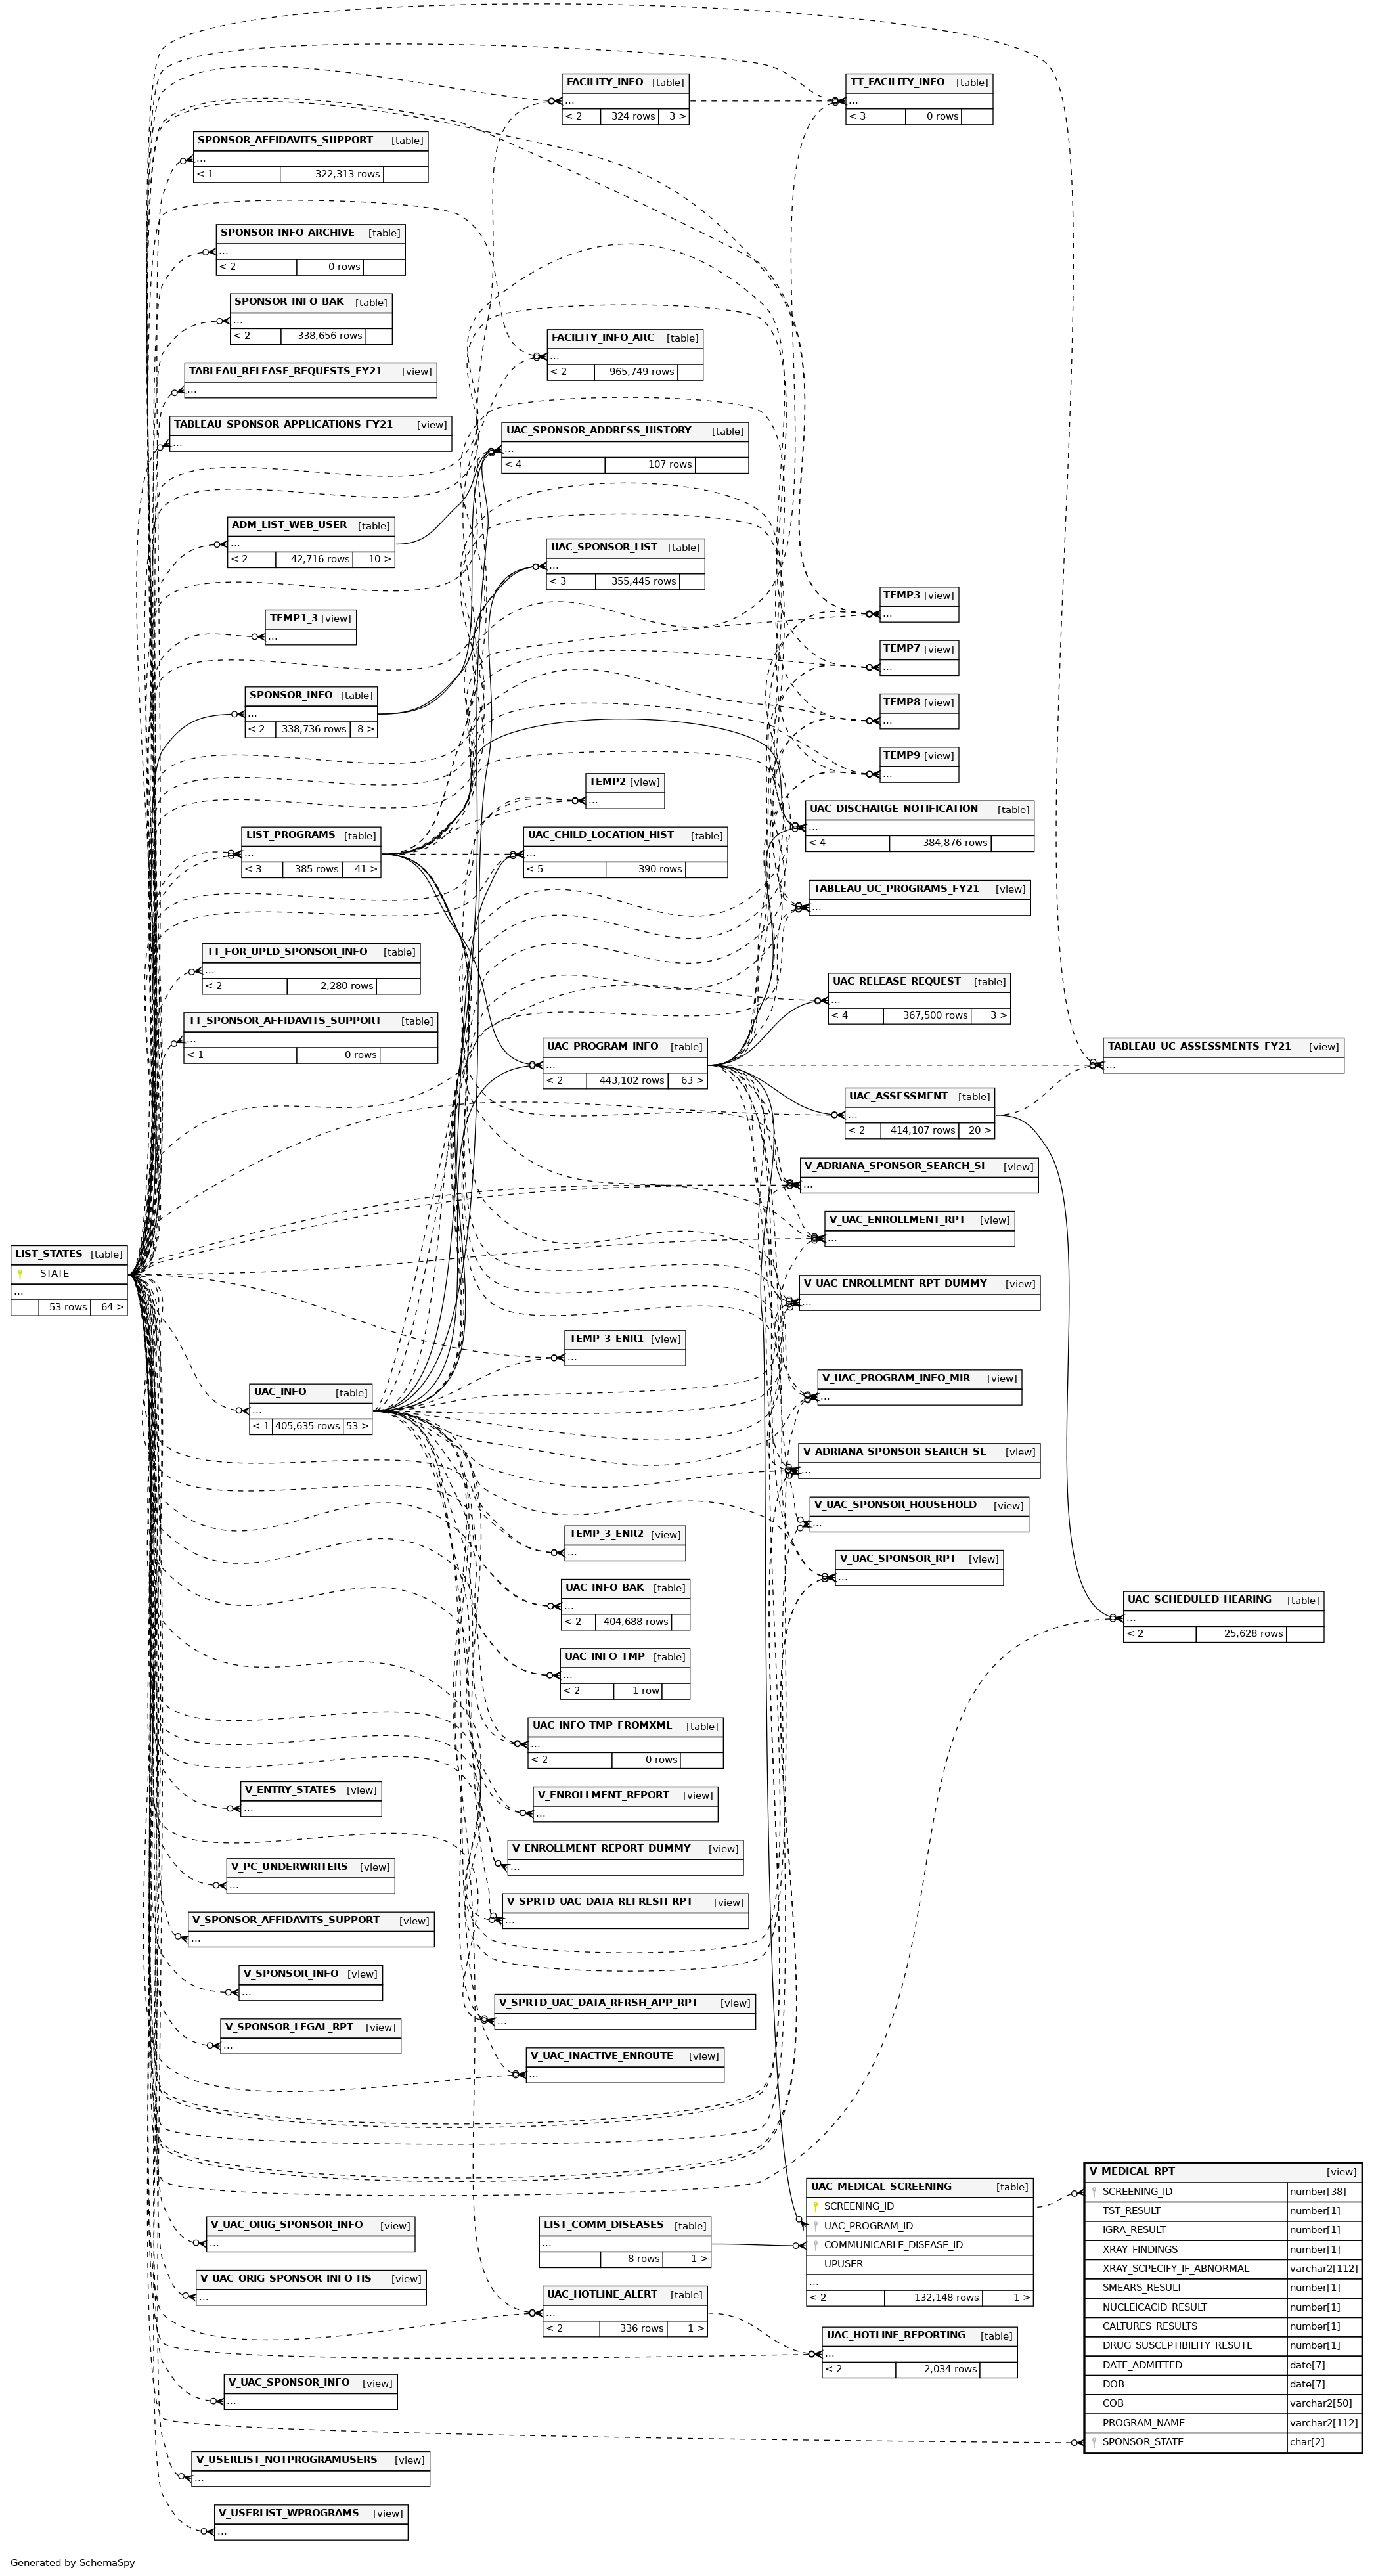 FACILITY_INFO [table]
...
< 2 324 rows 3 >
TT_FACILITY_INFO [table]
...
< 3 0 rows
SPONSOR_AFFIDAVITS_SUPPORT [table]
...
< 1 322,313 rows
SPONSOR_INFO_ARCHIVE [table]
...
< 2 0 rows
SPONSOR_INFO_BAK [table]
...
< 2 338,656 rows
FACILITY_INFO_ARC [table]
...
< 2 965,749 rows
TABLEAU_RELEASE_REQUESTS_FY21 [view]
...
TABLEAU_SPONSOR_APPLICATIONS_FY21 [view]
...
UAC_SPONSOR_ADDRESS_HISTORY [table]
...
< 4 107 rows
ADM_LIST_WEB_USER [table]
...
< 2 42,716 rows 10 >
UAC_SPONSOR_LIST [table]
...
< 3 355,445 rows
TEMP1_3 [view]
...
TEMP3 [view]
...
TEMP7 [view]
...
SPONSOR_INFO [table]
...
< 2 338,736 rows 8 >
TEMP8 [view]
...
TEMP9 [view]
...
TEMP2 [view]
...
UAC_DISCHARGE_NOTIFICATION [table]
...
< 4 384,876 rows
LIST_PROGRAMS [table]
...
< 3 385 rows 41 >
UAC_CHILD_LOCATION_HIST [table]
...
< 5 390 rows
TABLEAU_UC_PROGRAMS_FY21 [view]
...
TT_FOR_UPLD_SPONSOR_INFO [table]
...
< 2 2,280 rows
UAC_RELEASE_REQUEST [table]
...
< 4 367,500 rows 3 >
TT_SPONSOR_AFFIDAVITS_SUPPORT [table]
...
< 1 0 rows
UAC_PROGRAM_INFO [table]
...
< 2 443,102 rows 63 >
TABLEAU_UC_ASSESSMENTS_FY21 [view]
...
UAC_ASSESSMENT [table]
...
< 2 414,107 rows 20 >
V_ADRIANA_SPONSOR_SEARCH_SI [view]
...
V_UAC_ENROLLMENT_RPT [view]
...
LIST_STATES [table]
STATE
...
53 rows 64 >
V_UAC_ENROLLMENT_RPT_DUMMY [view]
...
TEMP_3_ENR1 [view]
...
UAC_INFO [table]
...
< 1 405,635 rows 53 >
V_UAC_PROGRAM_INFO_MIR [view]
...
V_ADRIANA_SPONSOR_SEARCH_SL [view]
...
V_UAC_SPONSOR_HOUSEHOLD [view]
...
TEMP_3_ENR2 [view]
...
V_UAC_SPONSOR_RPT [view]
...
UAC_INFO_BAK [table]
...
< 2 404,688 rows
UAC_SCHEDULED_HEARING [table]
...
< 2 25,628 rows
UAC_INFO_TMP [table]
...
< 2 1 row
UAC_INFO_TMP_FROMXML [table]
...
< 2 0 rows
V_ENTRY_STATES [view]
...
V_ENROLLMENT_REPORT [view]
...
V_ENROLLMENT_REPORT_DUMMY [view]
...
V_PC_UNDERWRITERS [view]
...
V_SPRTD_UAC_DATA_REFRESH_RPT [view]
...
V_SPONSOR_AFFIDAVITS_SUPPORT [view]
...
V_SPONSOR_INFO [view]
...
V_SPRTD_UAC_DATA_RFRSH_APP_RPT [view]
...
V_SPONSOR_LEGAL_RPT [view]
...
V_UAC_INACTIVE_ENROUTE [view]
...
V_MEDICAL_RPT [view]
SCREENING_ID number[38]
TST_RESULT number[1]
IGRA_RESULT number[1]
XRAY_FINDINGS number[1]
XRAY_SCPECIFY_IF_ABNORMAL varchar2[112]
SMEARS_RESULT number[1]
NUCLEICACID_RESULT number[1]
CALTURES_RESULTS number[1]
DRUG_SUSCEPTIBILITY_RESUTL number[1]
DATE_ADMITTED date[7]
DOB date[7]
COB varchar2[50]
PROGRAM_NAME varchar2[112]
SPONSOR_STATE char[2]
UAC_MEDICAL_SCREENING [table]
SCREENING_ID
UAC_PROGRAM_ID
COMMUNICABLE_DISEASE_ID
UPUSER
...
< 2 132,148 rows 1 >
V_UAC_ORIG_SPONSOR_INFO [view]
...
LIST_COMM_DISEASES [table]
...
8 rows 1 >
V_UAC_ORIG_SPONSOR_INFO_HS [view]
...
UAC_HOTLINE_ALERT [table]
...
< 2 336 rows 1 >
UAC_HOTLINE_REPORTING [table]
...
< 2 2,034 rows
V_UAC_SPONSOR_INFO [view]
...
V_USERLIST_NOTPROGRAMUSERS [view]
...
V_USERLIST_WPROGRAMS [view]
...
Generated by SchemaSpy